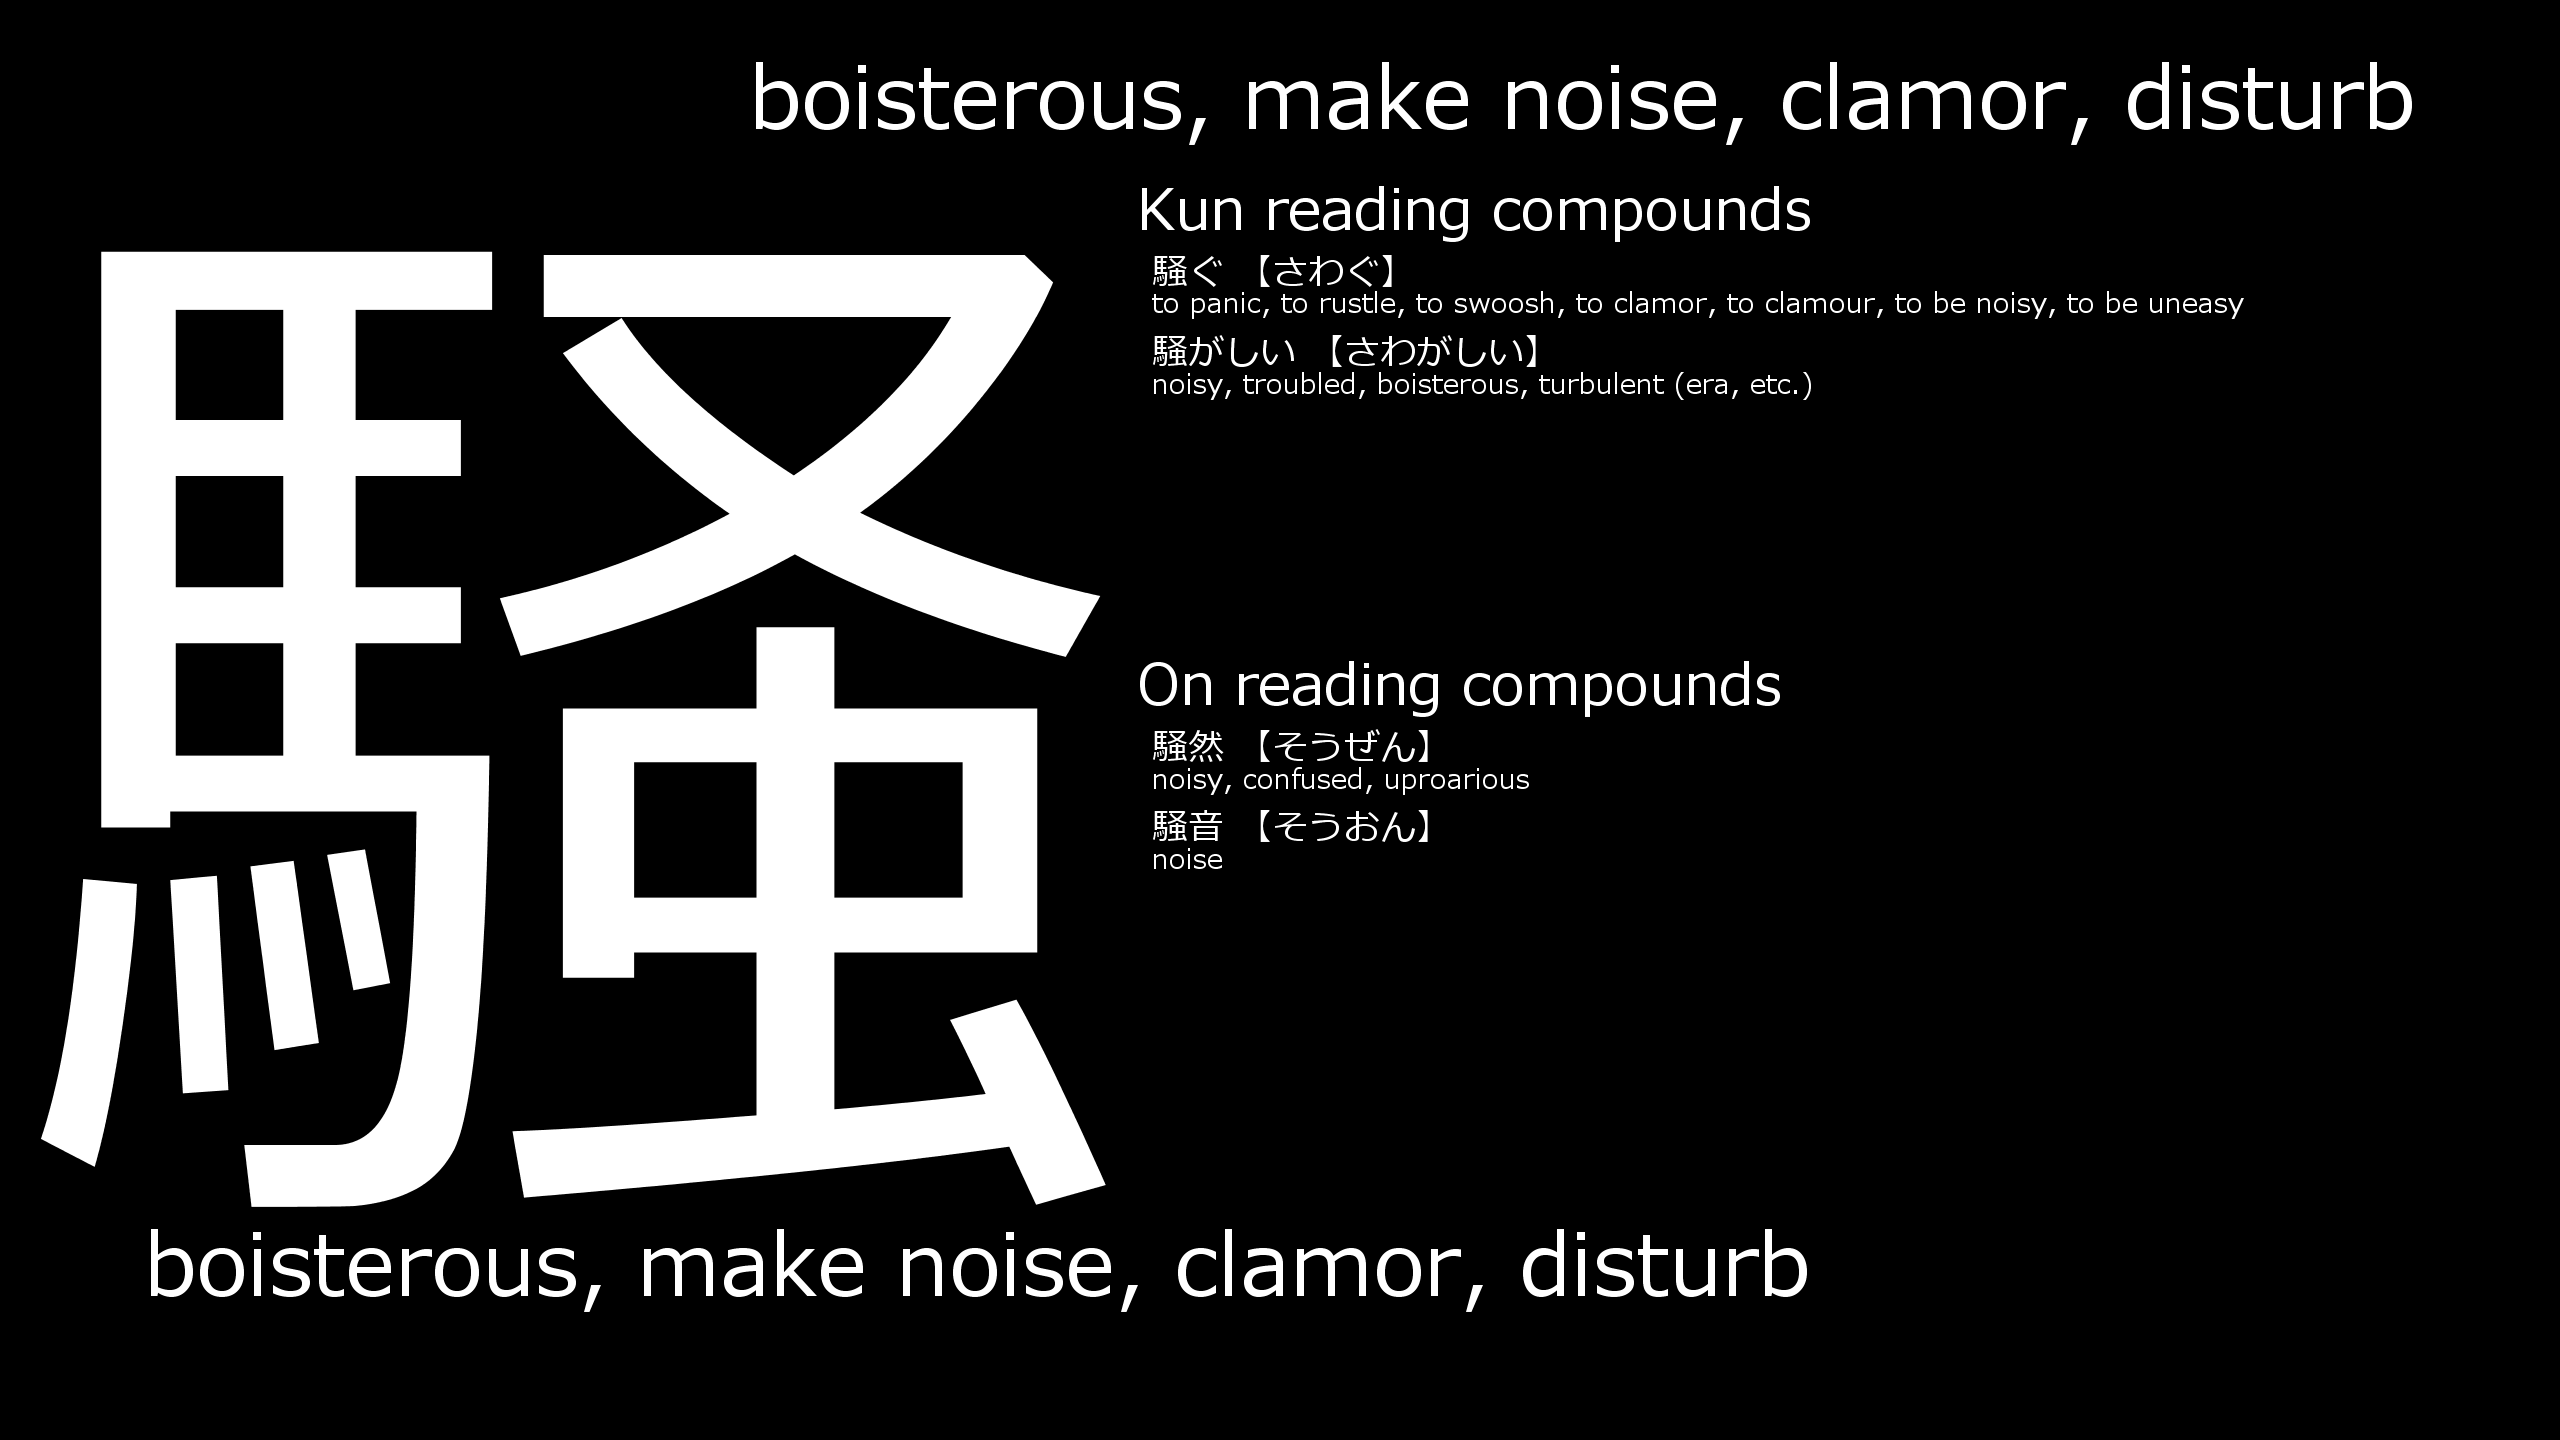 boisterous, make noise, clamor, disturb
騒
Kun reading compounds
騒ぐ 【さわぐ】
to panic, to rustle, to swoosh, to clamor, to clamour, to be noisy, to be uneasy
騒がしい 【さわがしい】
noisy, troubled, boisterous, turbulent (era, etc.)
On reading compounds
騒然 【そうぜん】
noisy, confused, uproarious
騒音 【そうおん】
noise
boisterous, make noise, clamor, disturb